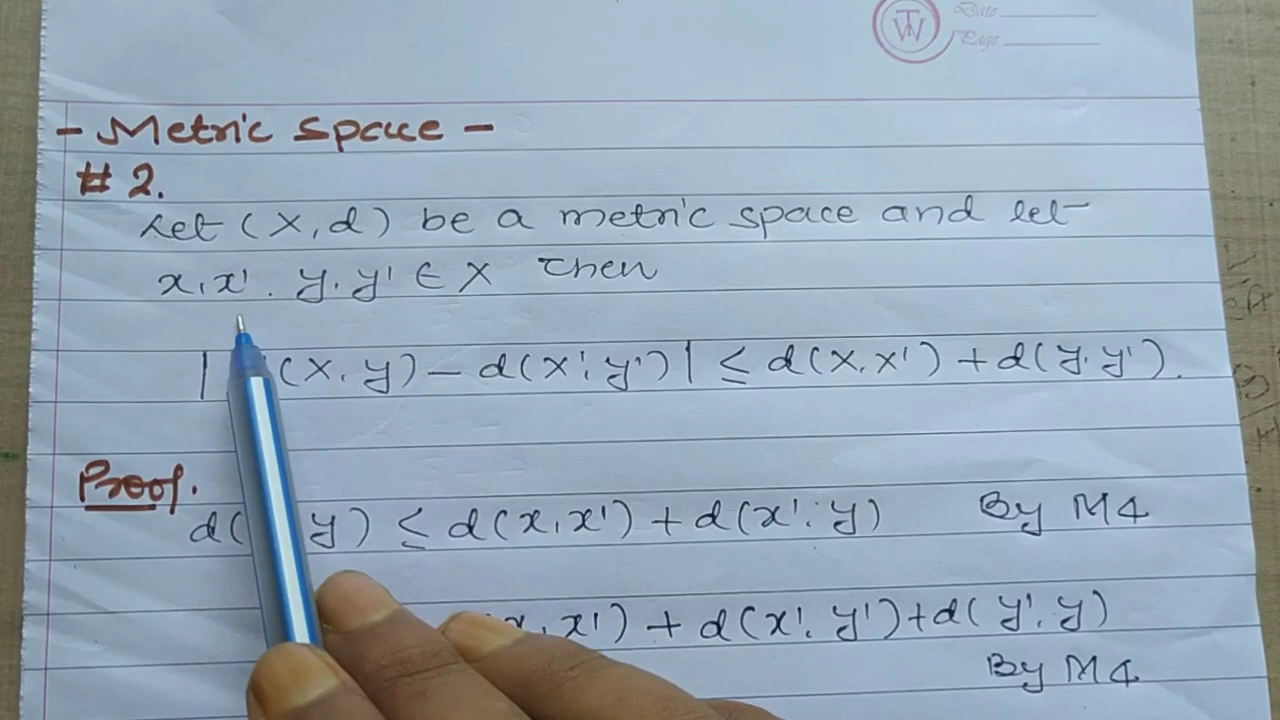 Date
Page
- Metric space -
# 2.
Let (X, d) be a metric space and let
x, x'. y. y' ∈ X then
| (x. y) - d(x'. y') | ≤ d(x, x') + d(y. y').
Proof.
d( y) ≤ d(x, x') + d(x'. y) By M4
x, x') + d(x'. y') + d(y'. y)
By M4